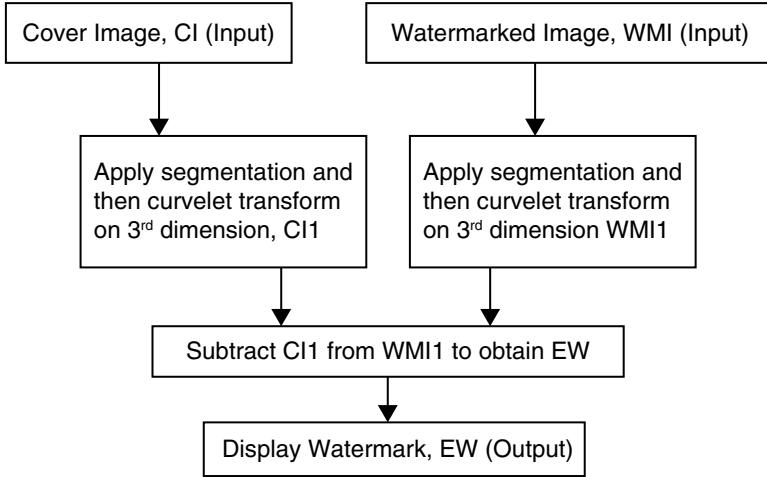 Cover Image, CI (Input)
Watermarked Image, WMI (Input)
Apply segmentation and
then curvelet transform
on 3rd dimension, CI1
Apply segmentation and
then curvelet transform
on 3rd dimension WMI1
Subtract CI1 from WMI1 to obtain EW
Display Watermark, EW (Output)